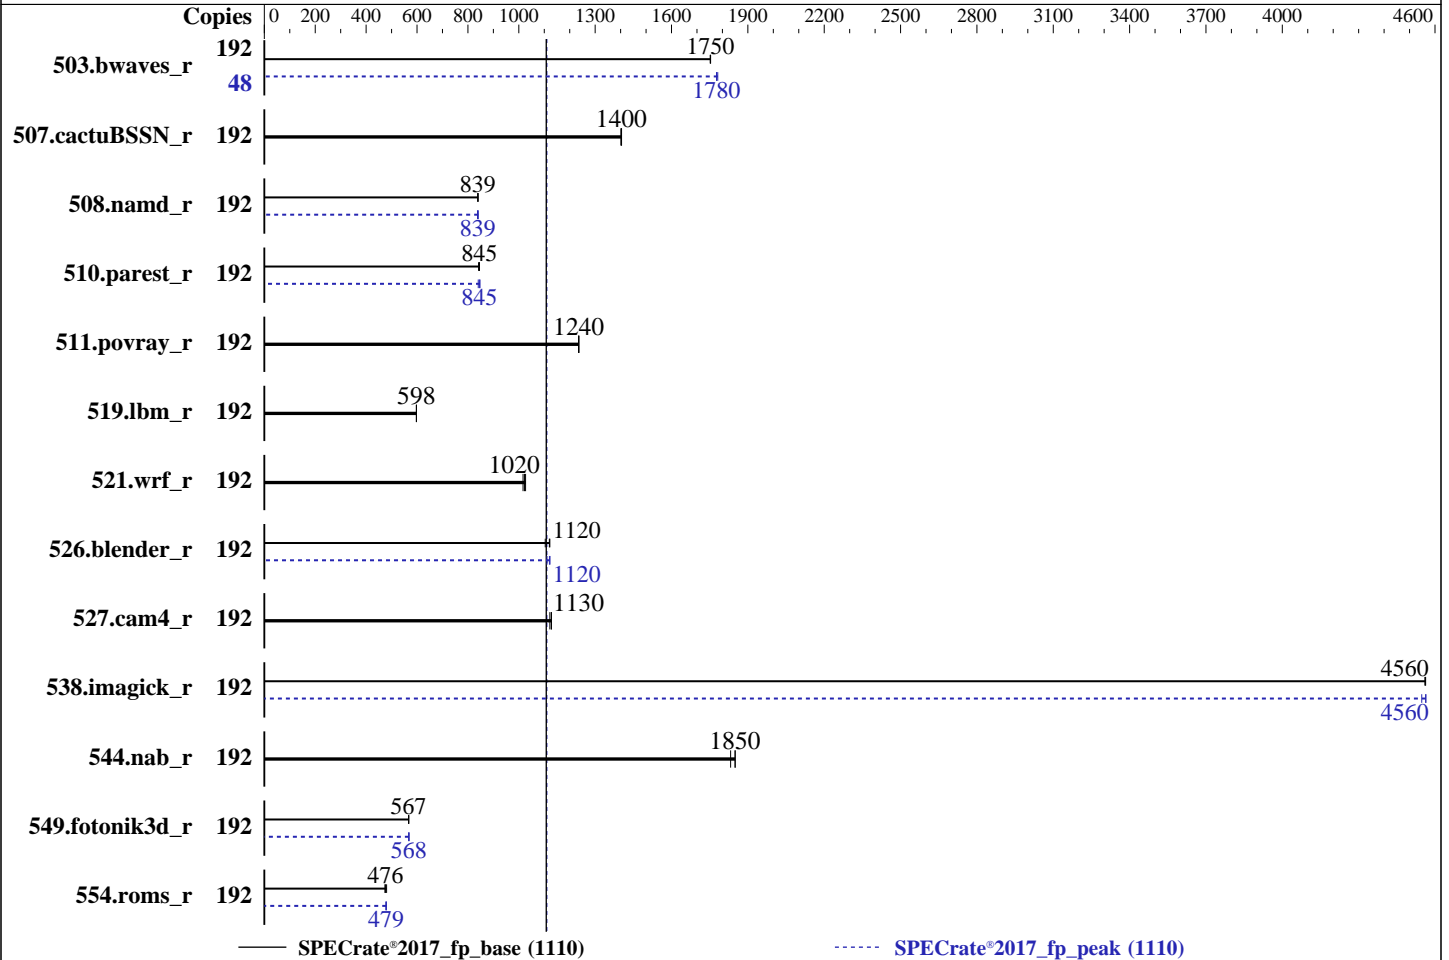 Copies 0 200 400 600 800 1000 1300 1600 1900 2200 2500 2800 3100 3400 3700 4000 4600
503.bwaves_r 192 1750
48 1780
507.cactuBSSN_r 192 1400
508.namd_r 192 839
839
510.parest_r 192 845
845
511.povray_r 192 1240
519.lbm_r 192 598
521.wrf_r 192 1020
526.blender_r 192 1120
1120
527.cam4_r 192 1130
538.imagick_r 192 4560
4560
544.nab_r 192 1850
549.fotonik3d_r 192 567
568
554.roms_r 192 476
479
SPECrate®2017_fp_base (1110) SPECrate®2017_fp_peak (1110)